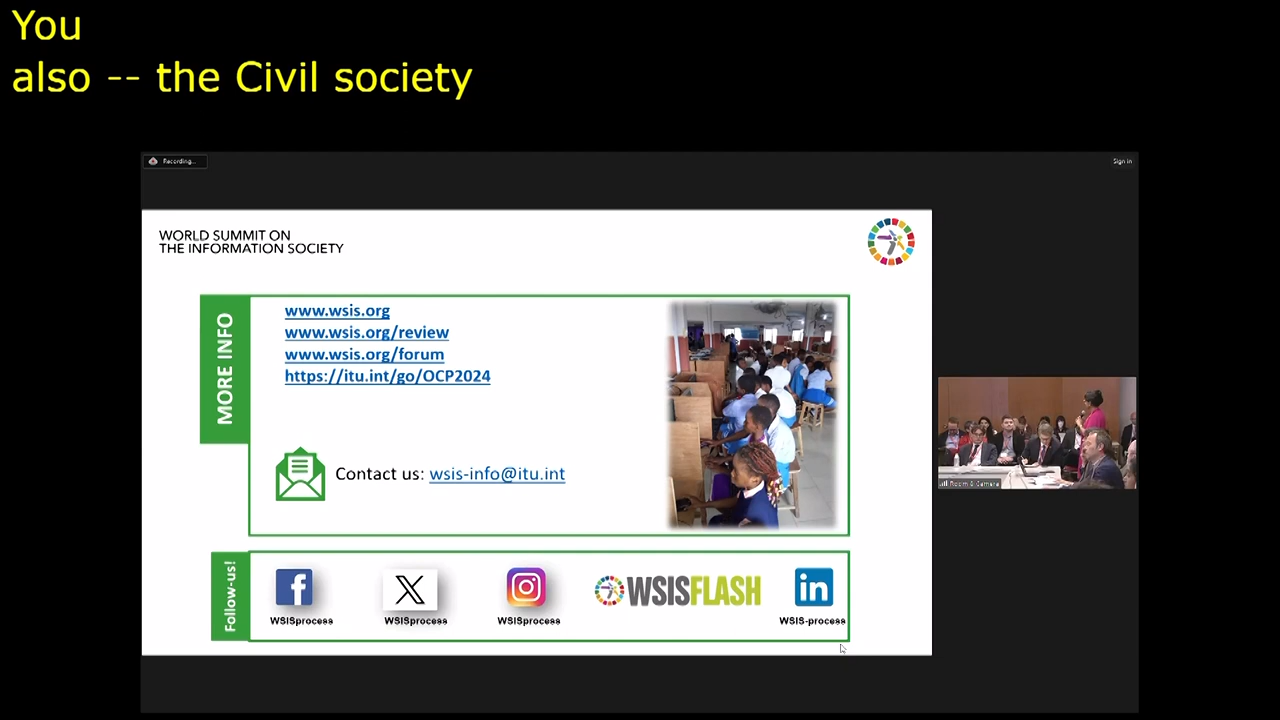 You
also -- the Civil society
Recording...
Sign in
WORLD SUMMIT ON
THE INFORMATION SOCIETY
MORE INFO
www.wsis.org
www.wsis.org/review
www.wsis.org/forum
https://itu.int/go/OCP2024
Contact us: wsis-info@itu.int
Room C Camera
Follow-us!
WSISFLASH
WSISprocess
WSISprocess
WSISprocess
WSIS-process